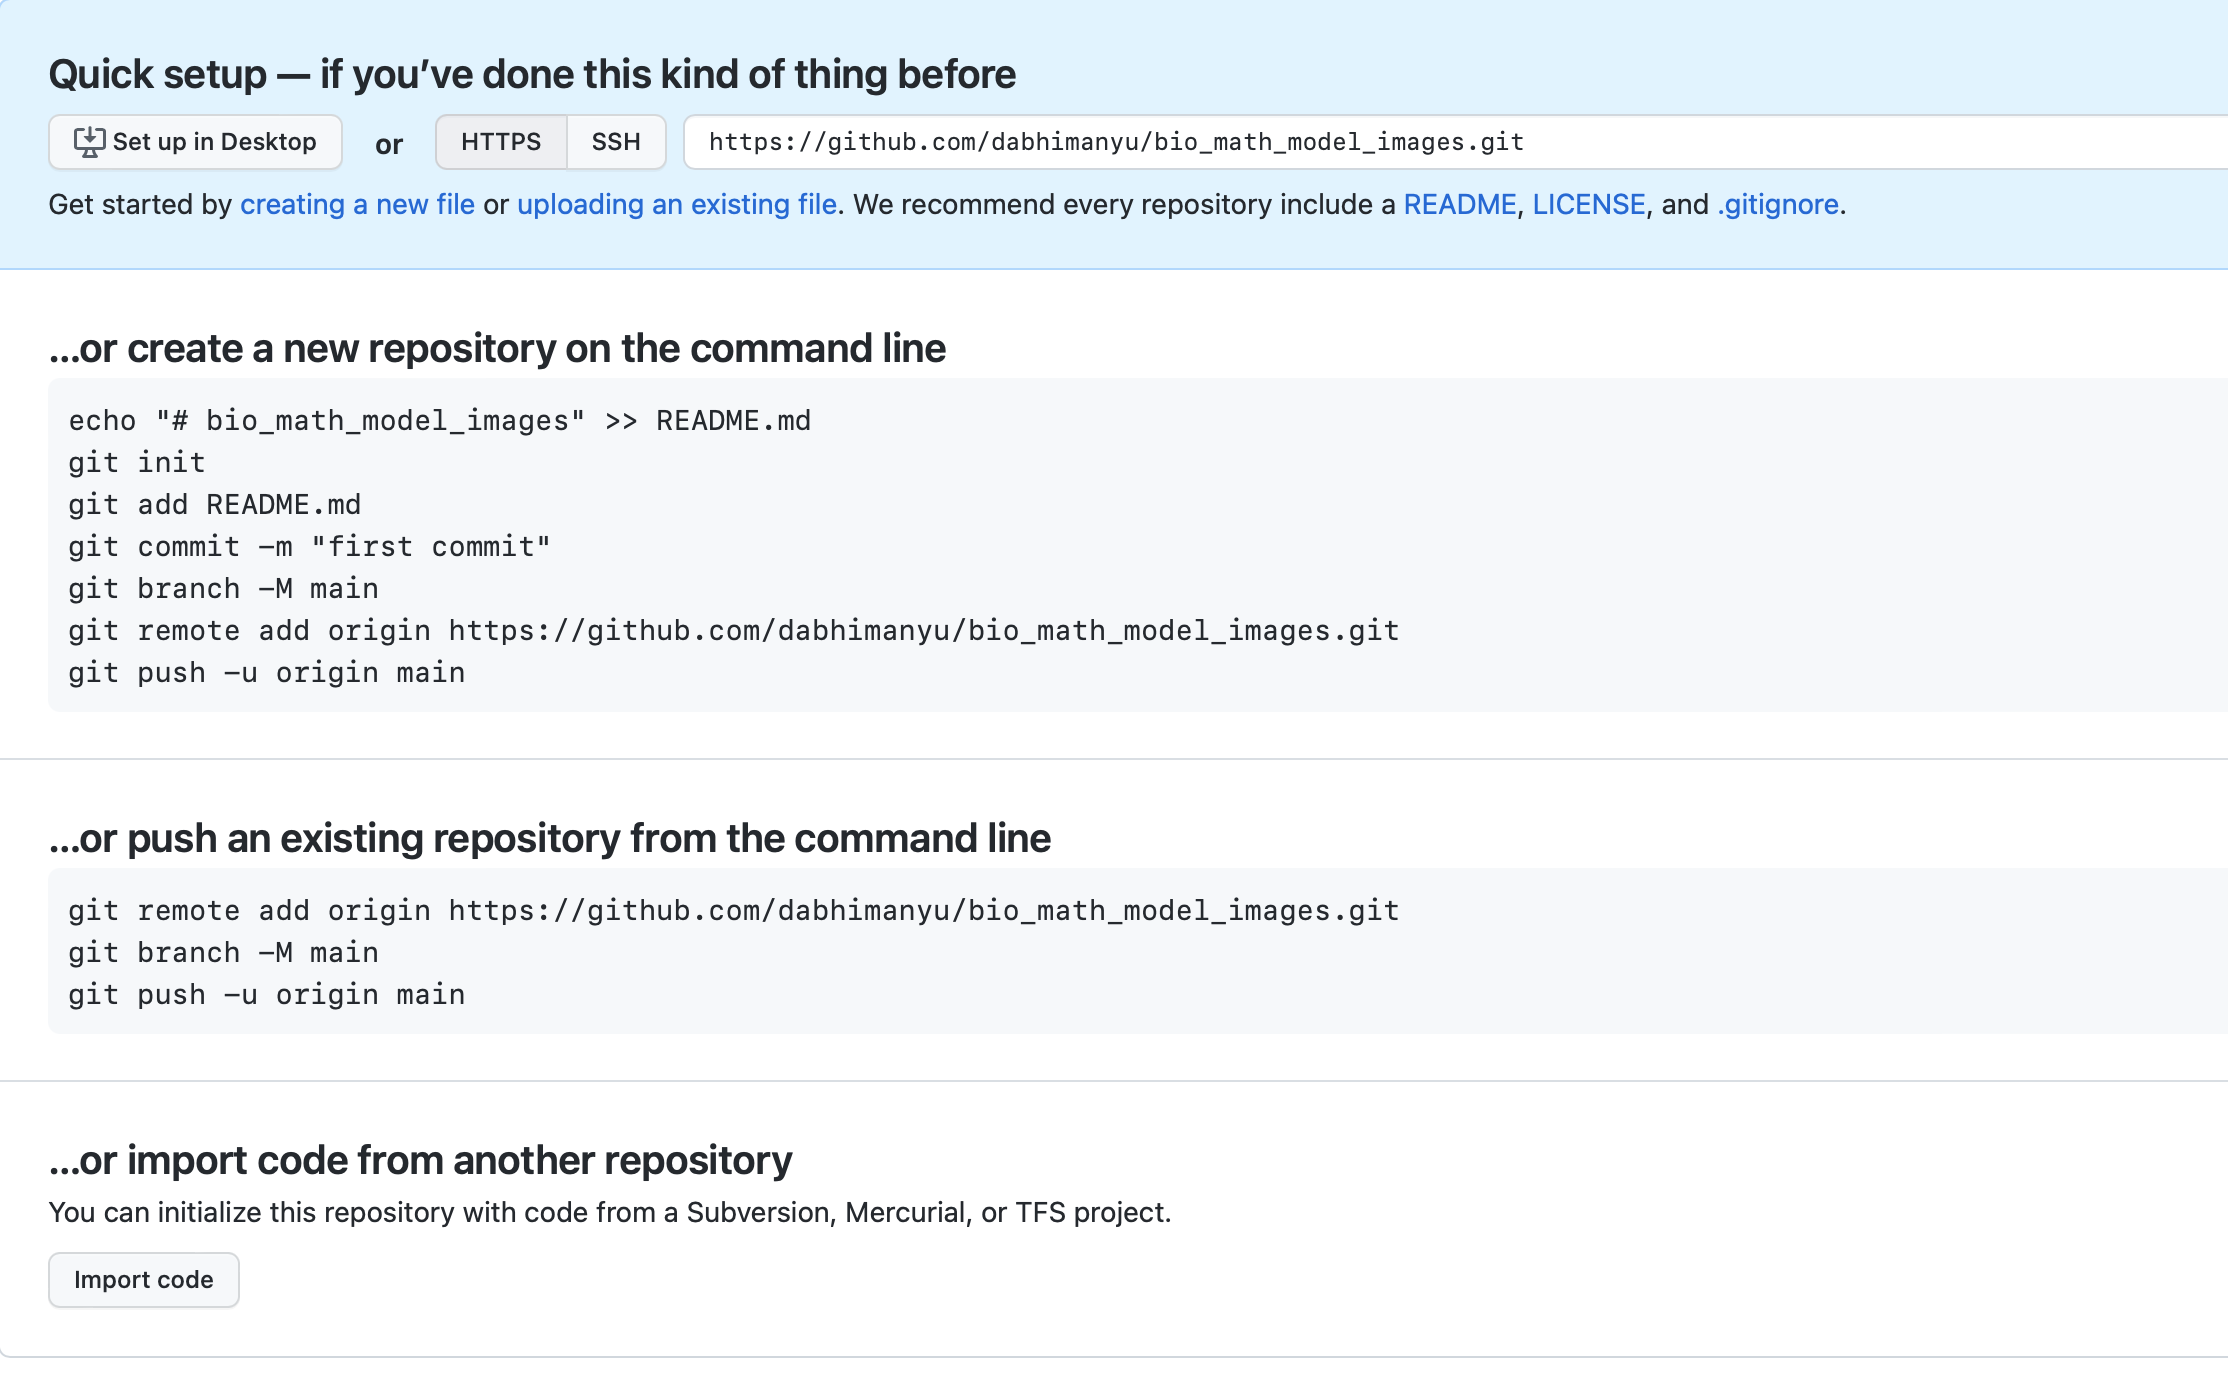 Quick setup — if you’ve done this kind of thing before
Set up in Desktop or HTTPS SSH https://github.com/dabhimanyu/bio_math_model_images.git
Get started by creating a new file or uploading an existing file. We recommend every repository include a README, LICENSE, and .gitignore.
…or create a new repository on the command line
echo "# bio_math_model_images" >> README.md
git init
git add README.md
git commit -m "first commit"
git branch -M main
git remote add origin https://github.com/dabhimanyu/bio_math_model_images.git
git push -u origin main
…or push an existing repository from the command line
git remote add origin https://github.com/dabhimanyu/bio_math_model_images.git
git branch -M main
git push -u origin main
…or import code from another repository
You can initialize this repository with code from a Subversion, Mercurial, or TFS project.
Import code